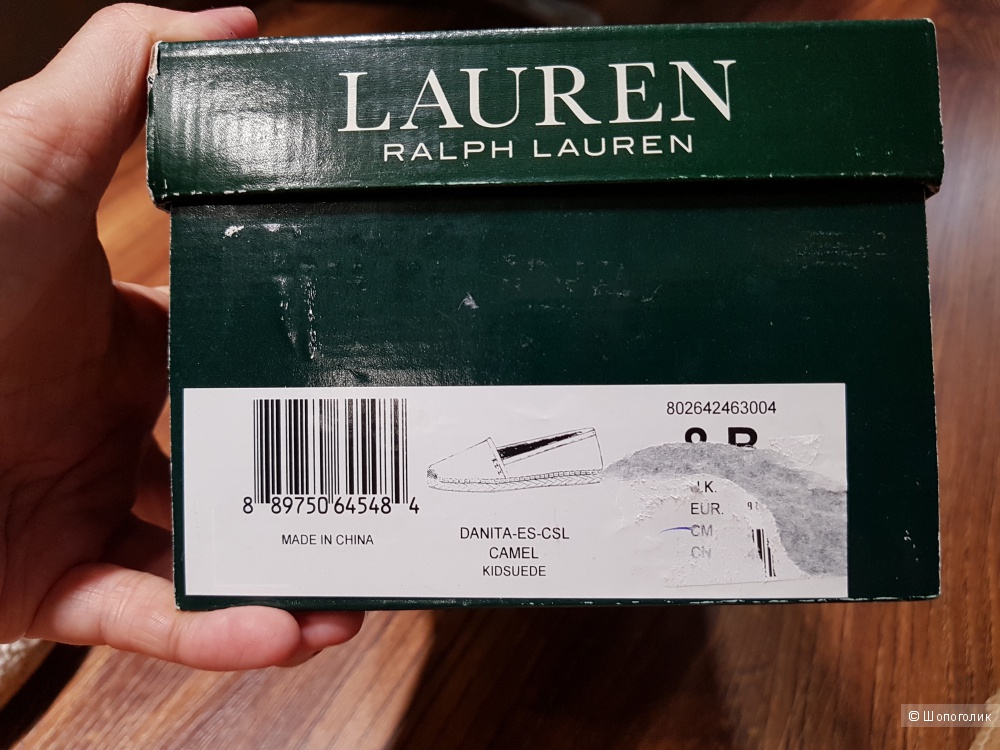 LAUREN
RALPH LAUREN
802642463004
8 89750 64548 4
MADE IN CHINA
DANITA-ES-CSL
CAMEL
KIDSUEDE
EUR.
CM
CN
© Шопоголик